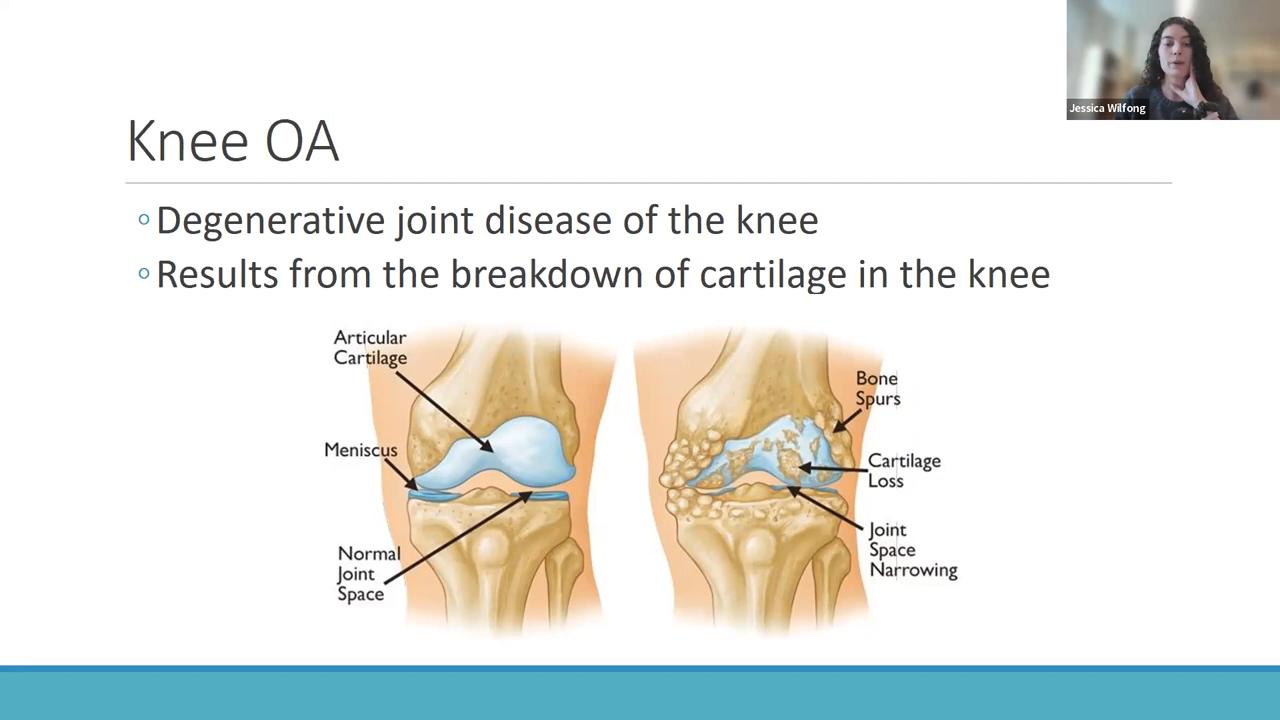 Jessica Wilfong
Knee OA
Degenerative joint disease of the knee
Results from the breakdown of cartilage in the knee
Articular
Cartilage
Meniscus
Normal
Joint
Space
Bone
Spurs
Cartilage
Loss
Joint
Space
Narrowing